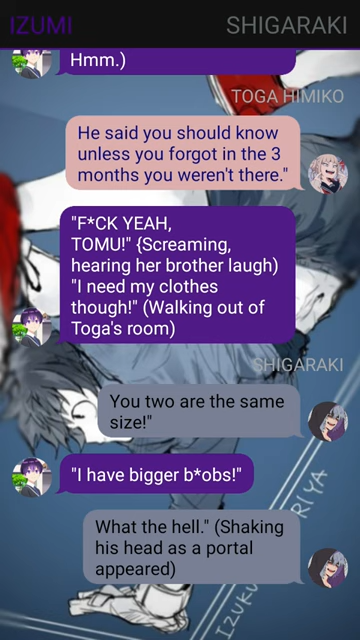 IZUMI SHIGARAKI
Hmm.)
TOGA HIMIKO
He said you should know
unless you forgot in the 3
months you weren't there."
"F*CK YEAH,
TOMU!" {Screaming,
hearing her brother laugh)
"I need my clothes
though!" (Walking out of
Toga's room)
SHIGARAKI
You two are the same
size!"
"I have bigger b*obs!"
What the hell." (Shaking
his head as a portal
appeared)